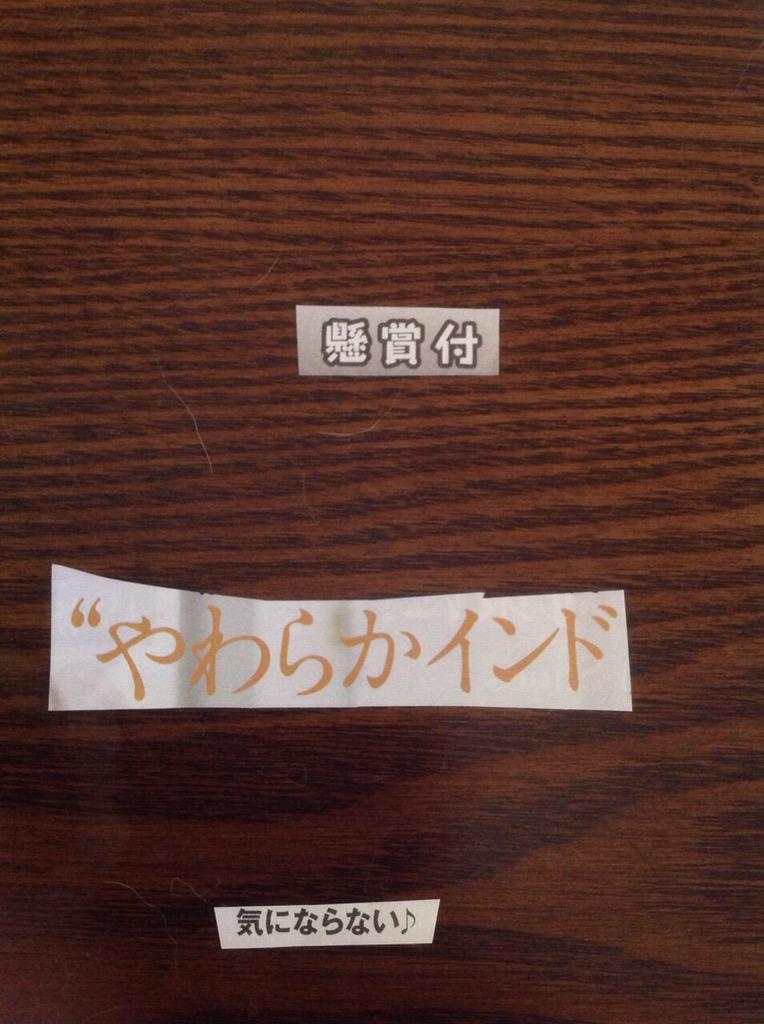 懸賞付
“やわらかインド
気にならない♪